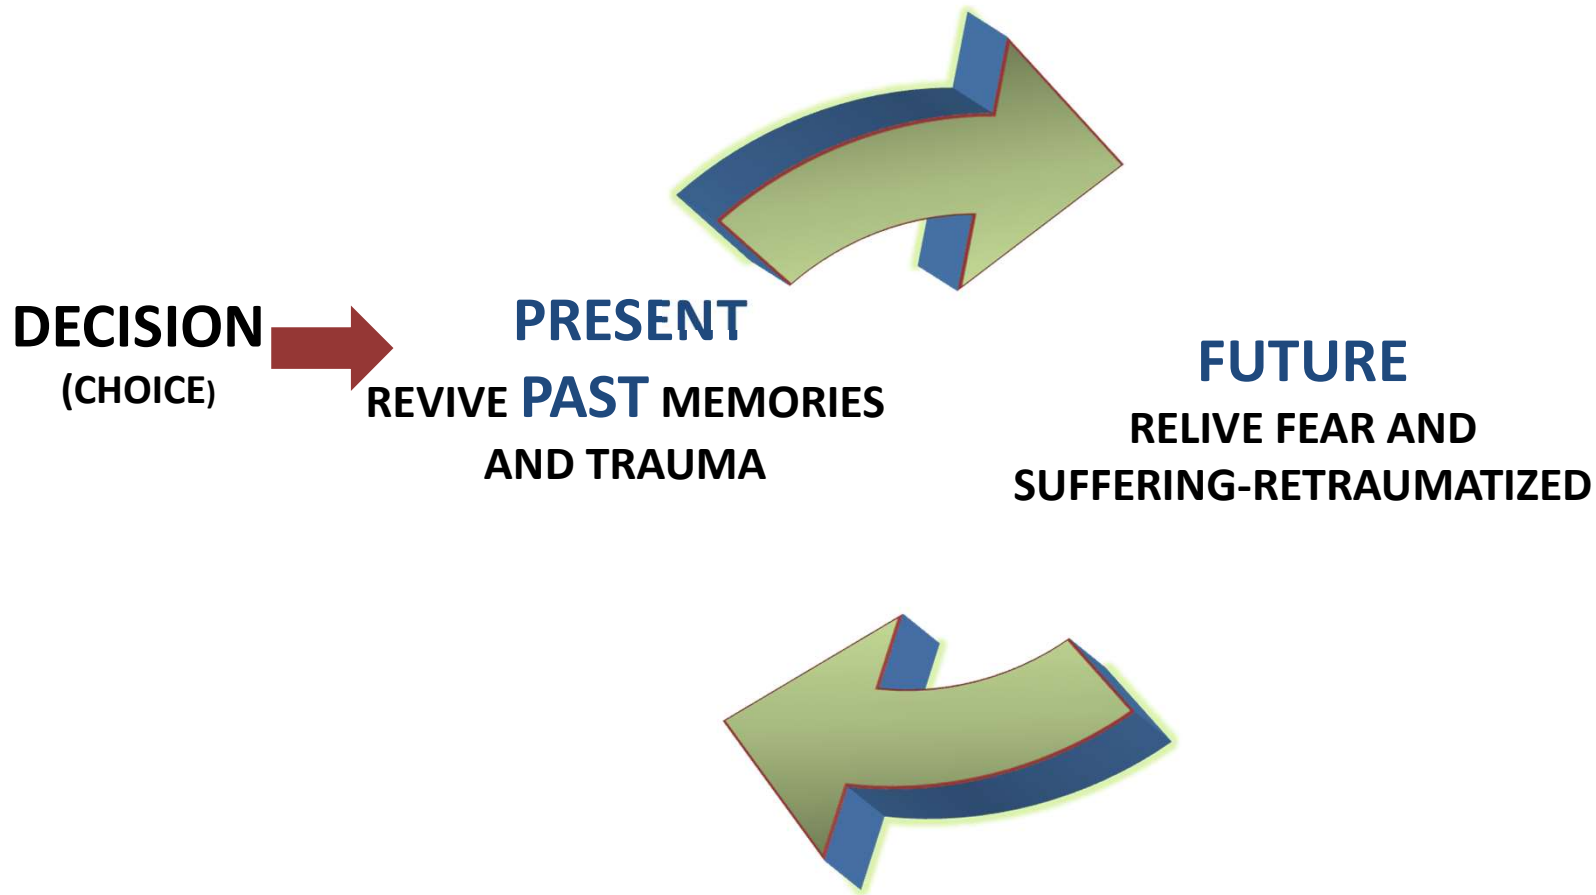 DECISION
(CHOICE)
PRESENT
REVIVE PAST MEMORIES
AND TRAUMA
FUTURE
RELIVE FEAR AND
SUFFERING-RETRAUMATIZED